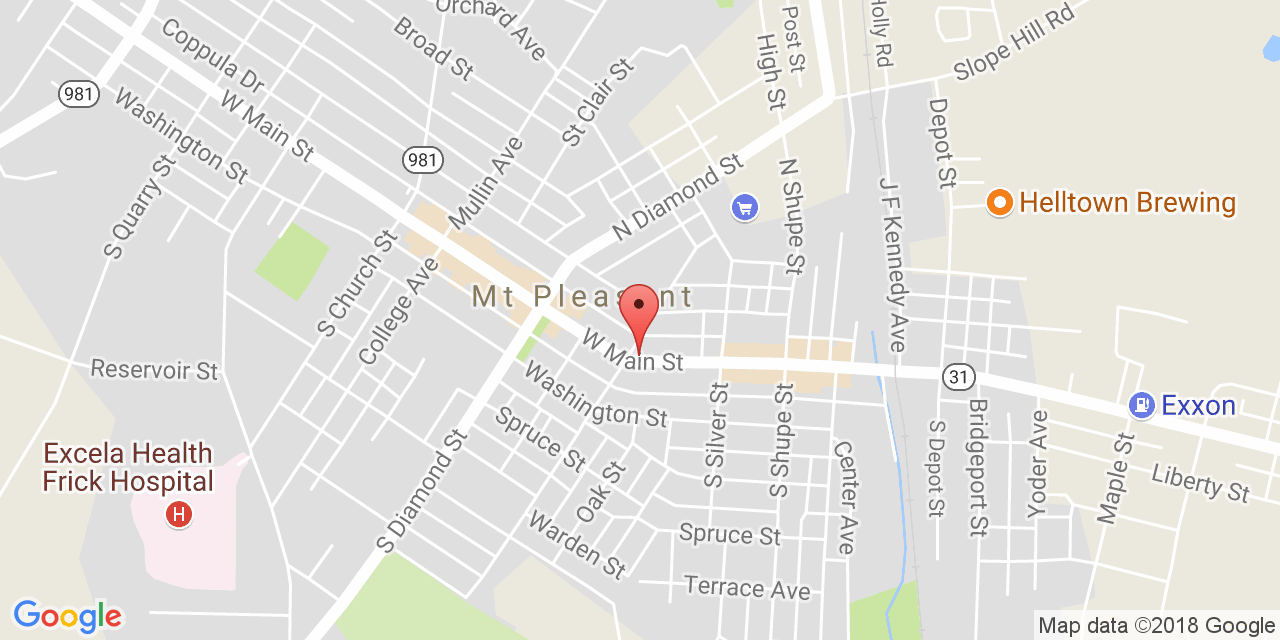 Orchard Ave
Broad St
Coppula Dr
981
W Main St
Washington St
St Clair St
981
Mullin Ave
S Quarry St
S Church St
College Ave
Post St
High St
Holly Rd
Slope Hill Rd
Depot St
N Diamond St
N Shupe St
J F Kennedy Ave
Helltown Brewing
Mt Pleasant
W Main St
31
Exxon
Reservoir St
Washington St
Spruce St
Oak St
S Silver St
S Shupe St
Center Ave
S Depot St
Bridgeport St
Yoper Ave
Maple St
Liberty St
Excela Health
Frick Hospital
H
S Diamond St
Warden St
Spruce St
Terrace Ave
Google
Map data ©2018 Google